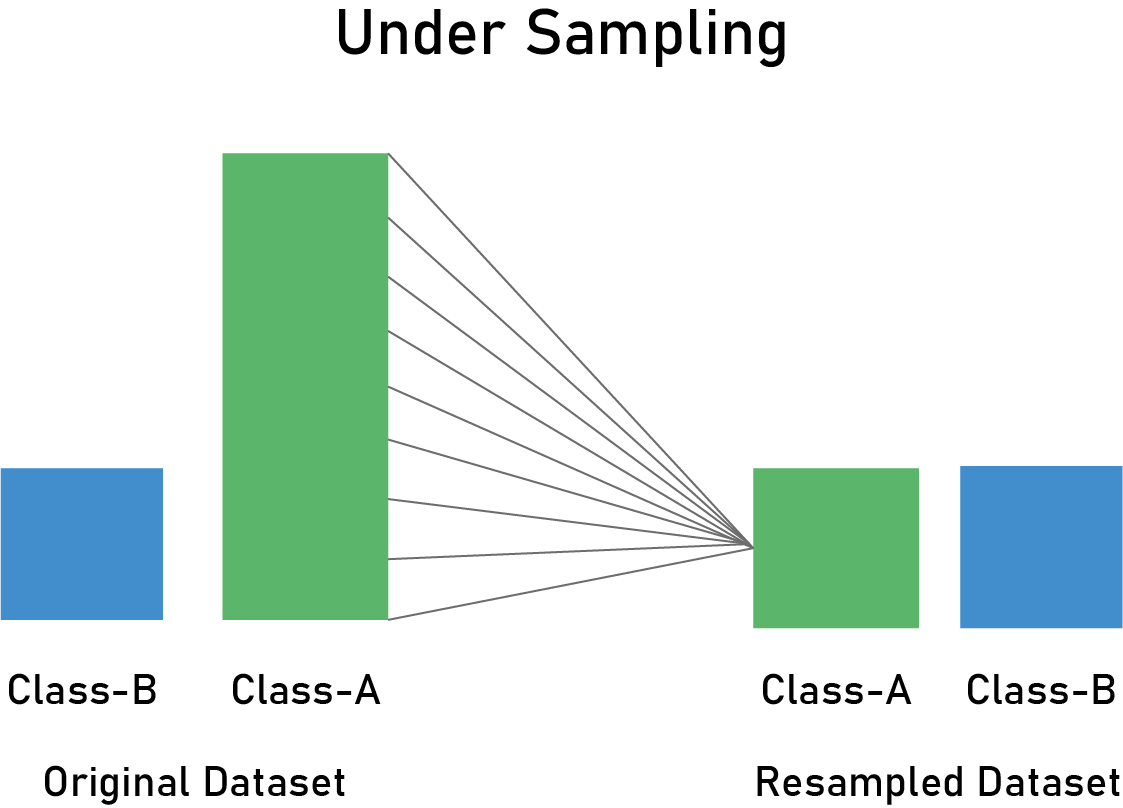 Under Sampling
Class-B
Class-A
Class-A
Class-B
Original Dataset
Resampled Dataset